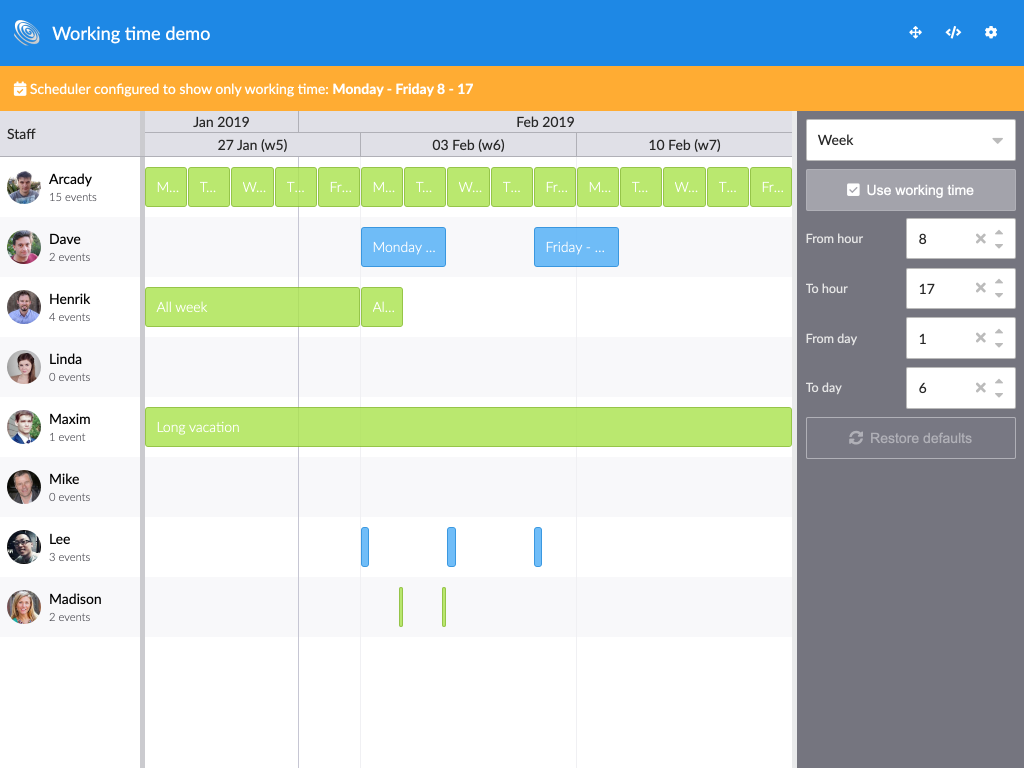 Working time demo
Scheduler configured to show only working time: Monday - Friday 8 - 17
Staff
Jan 2019
Feb 2019
27 Jan (w5)
03 Feb (w6)
10 Feb (w7)
Week
Use working time
From hour
8
To hour
17
From day
1
To day
6
Restore defaults
Arcady
15 events
M... T... W... T... Fr... M... T... W... T... Fr... M... T... W... T... Fr...
Dave
2 events
Monday ...
Friday - ...
Henrik
4 events
All week
Al...
Linda
0 events
Maxim
1 event
Long vacation
Mike
0 events
Lee
3 events
Madison
2 events